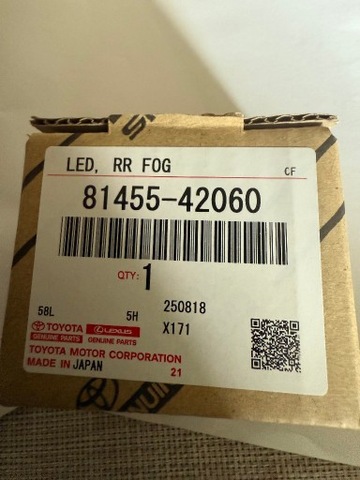 LED, RR FOG
CF
81455-42060
QTY: 1
58L 5H 250818
TOYOTA LEXUS X171
GENUINE PARTS GENUINE PARTS
TOYOTA MOTOR CORPORATION
MADE IN JAPAN 21